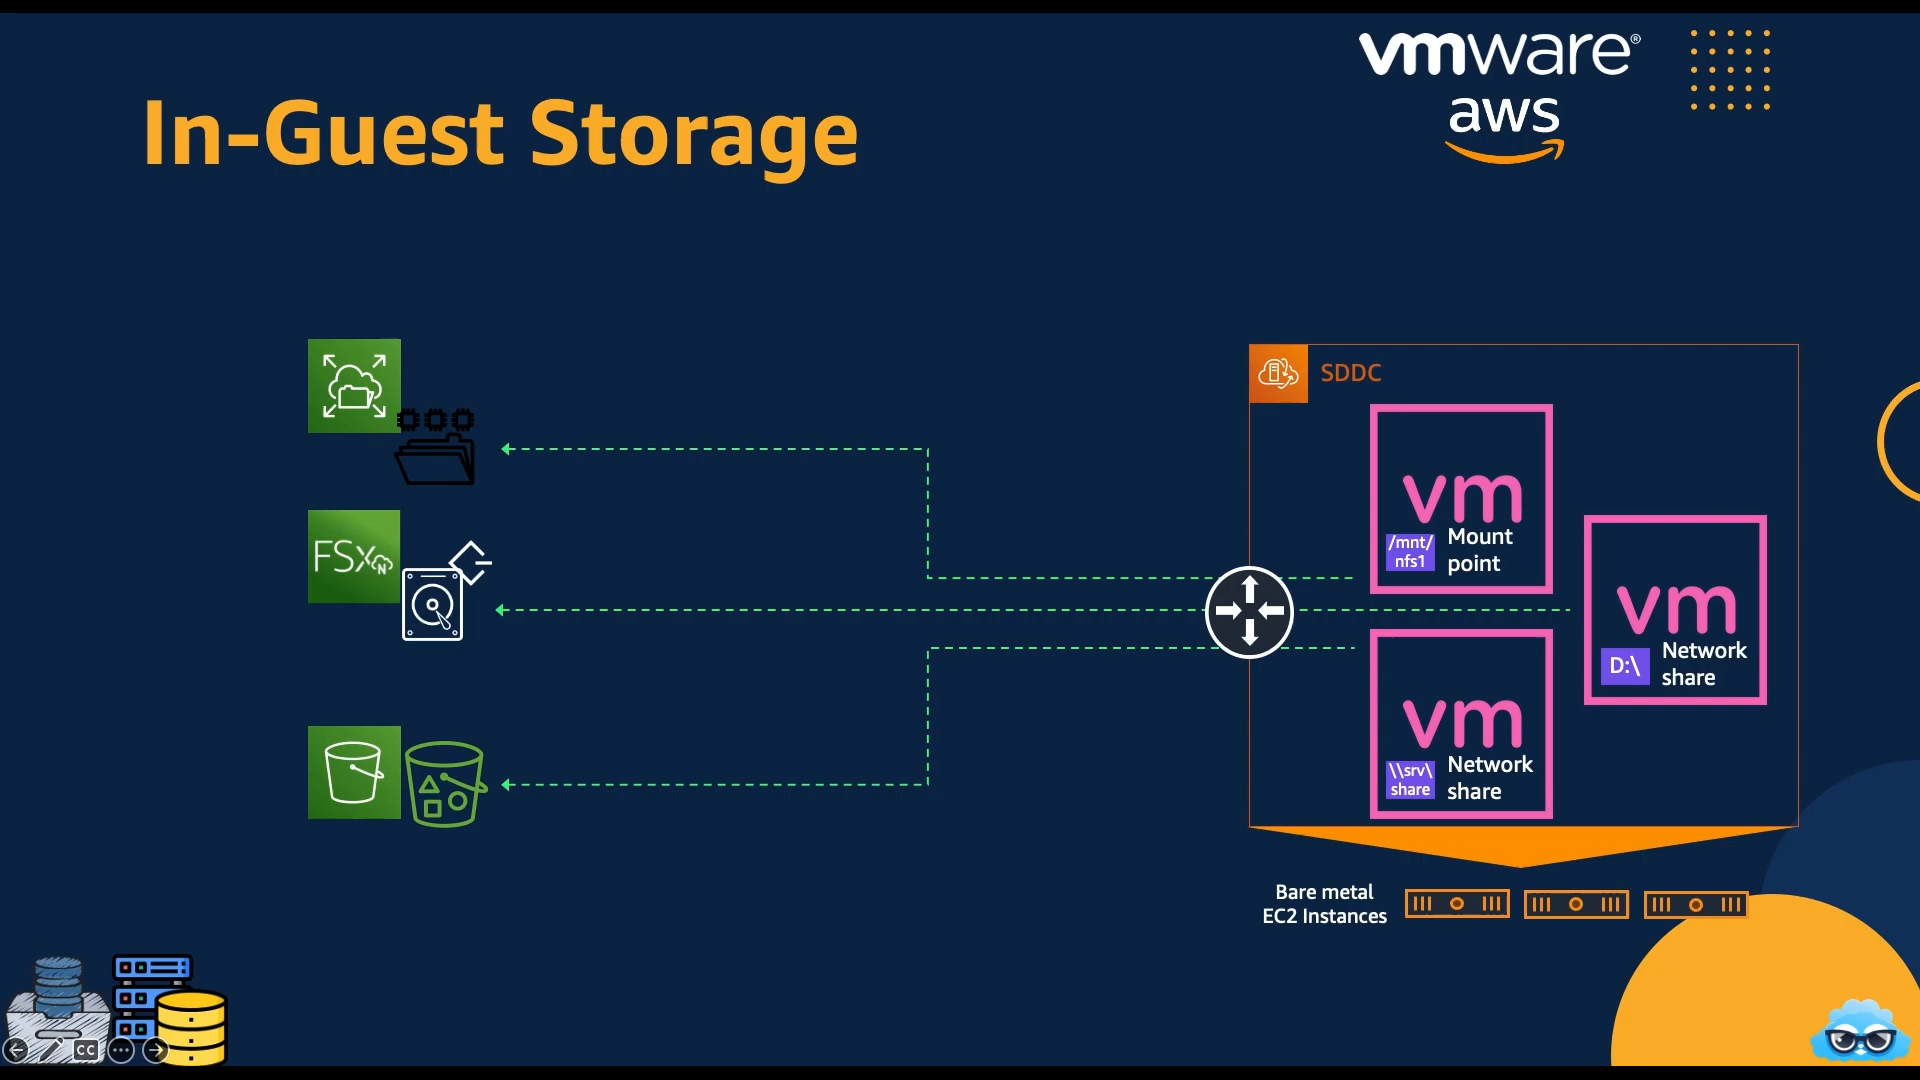 vmware®
aws
In-Guest Storage
SDDC
vm
/mnt/
nfs1
Mount
point
FSx
N
vm
D:\
Network
share
vm
\\srv\
share
Network
share
Bare metal
EC2 Instances
CC